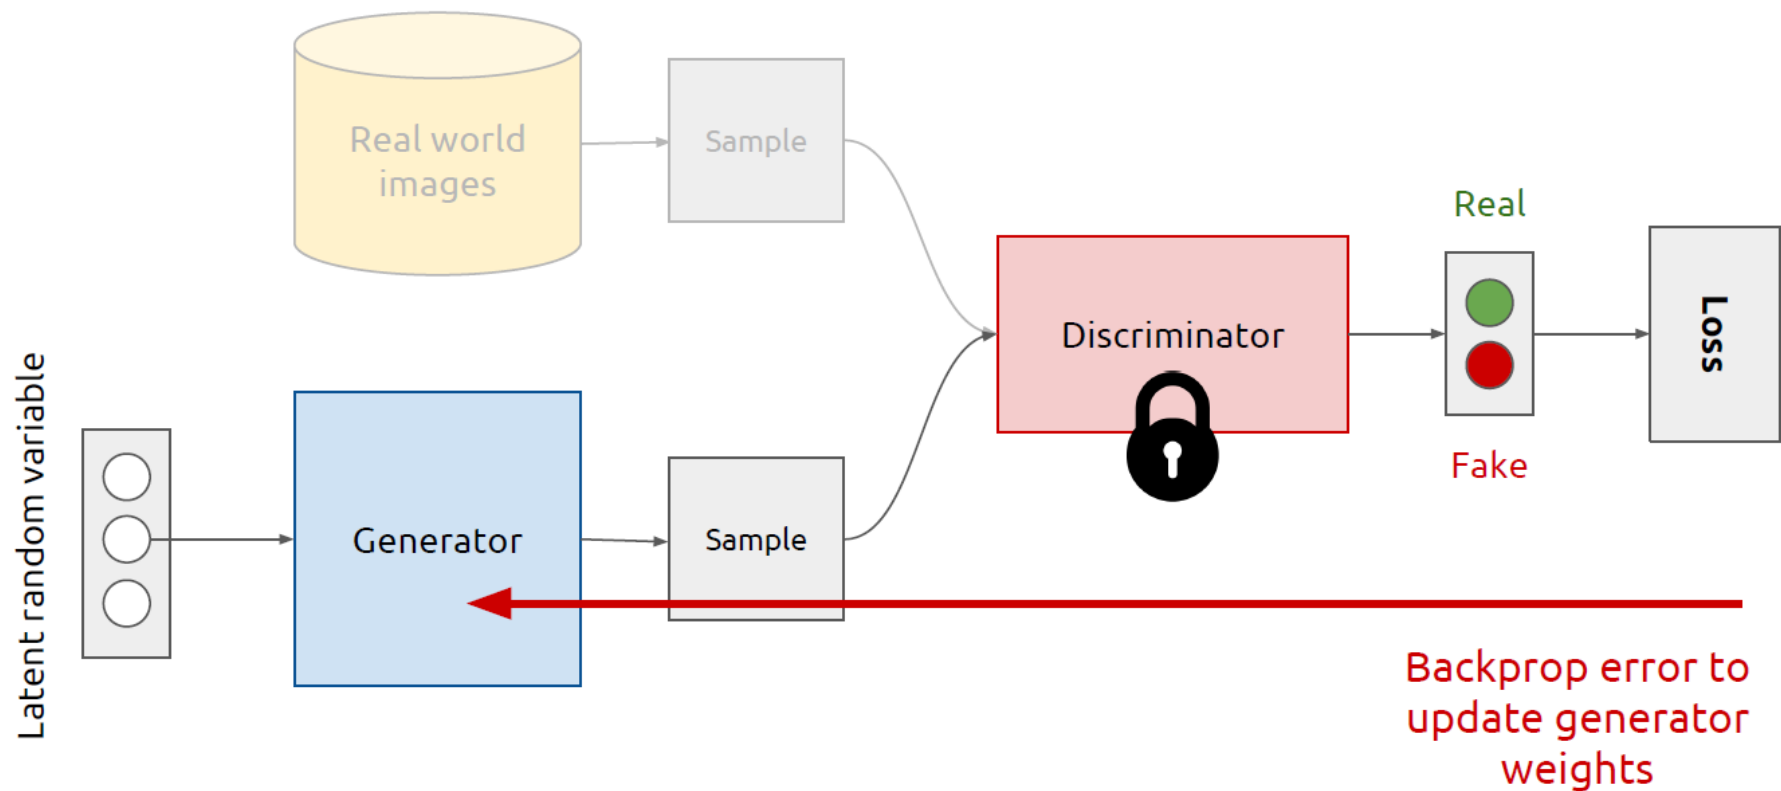 Real world
images
Sample
Real
Discriminator
Loss
Fake
Latent random variable
Generator
Sample
Backprop error to
update generator
weights